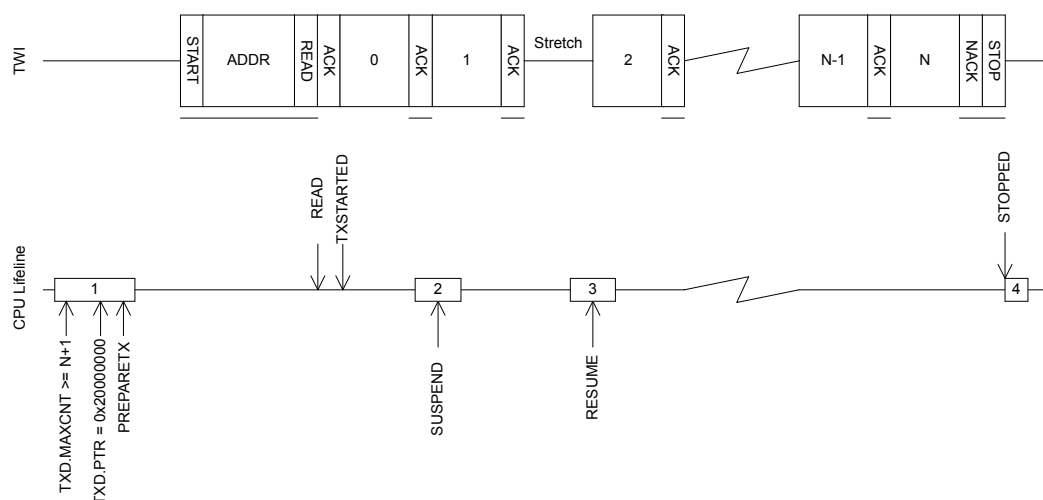 TWI
START
ADDR
READ
ACK
0
ACK
1
ACK
Stretch
2
ACK
N-1
ACK
N
NACK
STOP
CPU Lifeline
READ
TXSTARTED
STOPPED
1
2
3
4
TXD.MAXCNT >= N+1
TXD.PTR = 0x20000000
PREPARETX
SUSPEND
RESUME